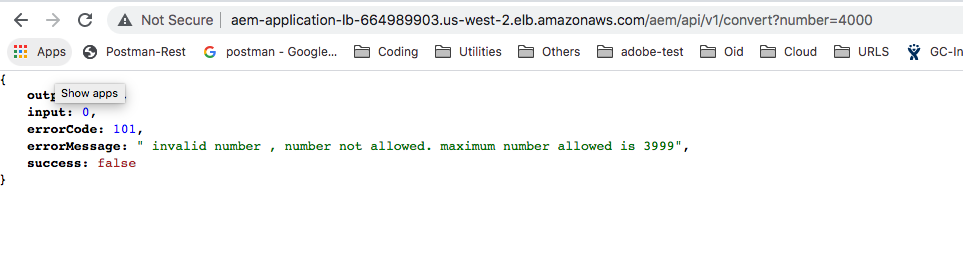 Not Secure aem-application-lb-664989903.us-west-2.elb.amazonaws.com/aem/api/v1/convert?number=4000
Apps Postman-Rest postman - Google... Coding Utilities Others adobe-test Oid Cloud URLS GC-In
{
Show apps
input: 0,
errorCode: 101,
errorMessage: " invalid number , number not allowed. maximum number allowed is 3999",
success: false
}